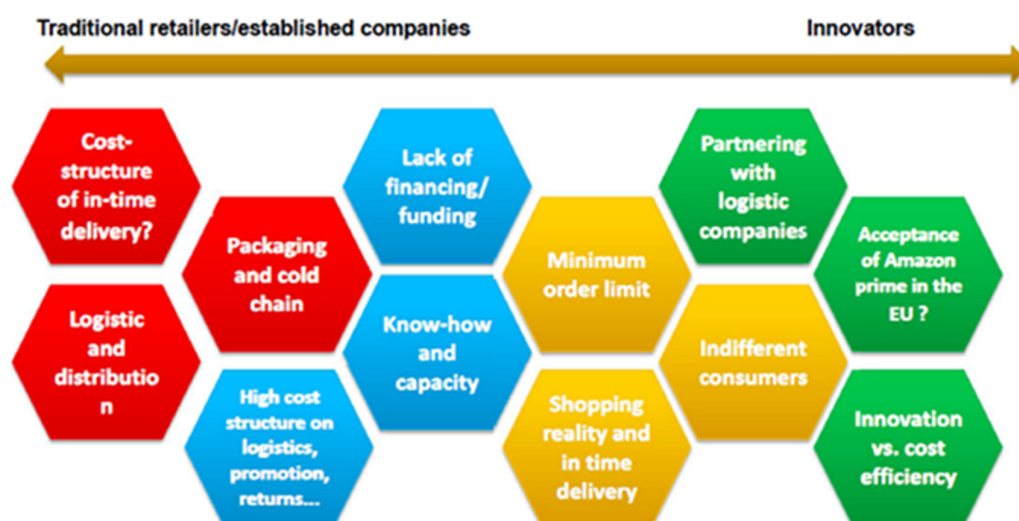 Traditional retailers/established companies
Innovators
Cost-
structure
of in-time
delivery?
Lack of
financing/
funding
Partnering
with
logistic
companies
Packaging
and cold
chain
Minimum
order limit
Acceptance
of Amazon
prime in the
EU ?
Logistic
and
distributio
n
Know-how
and
capacity
Indifferent
consumers
High cost
structure on
logistics,
promotion,
returns...
Shopping
reality and
in time
delivery
Innovation
vs. cost
efficiency